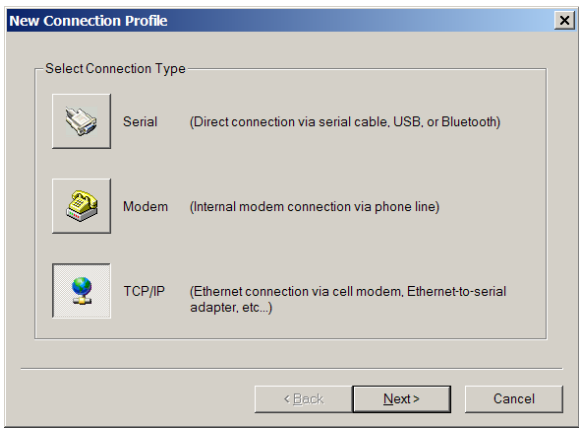 New Connection Profile
Select Connection Type
Serial (Direct connection via serial cable, USB, or Bluetooth)
Modem (Internal modem connection via phone line)
TCP/IP (Ethernet connection via cell modem, Ethernet-to-serial
adapter, etc...)
< Back Next > Cancel